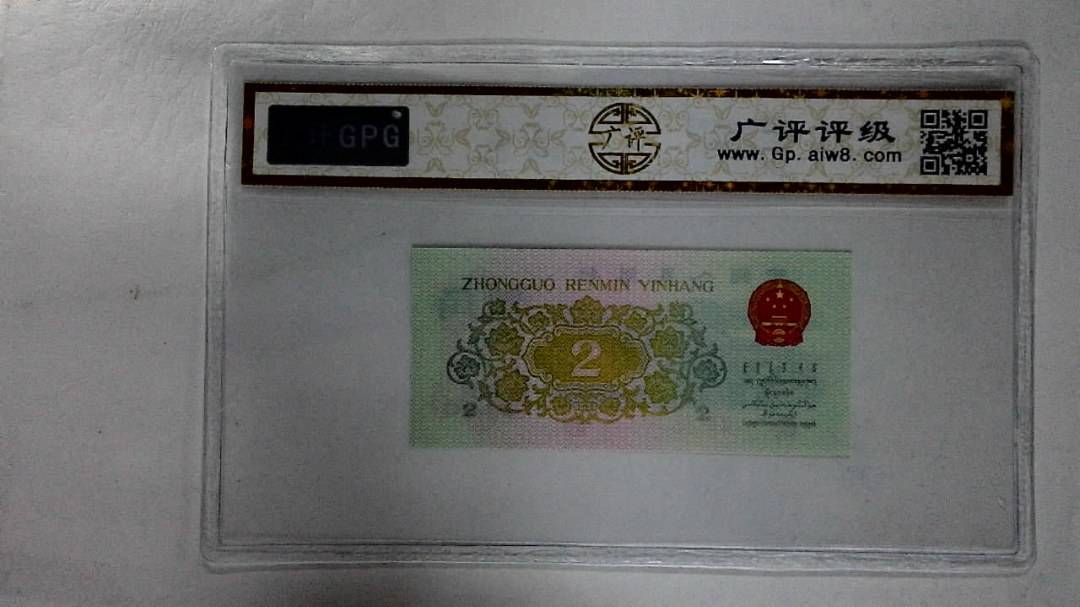 GPG
广评
广评评级
www.Gp.aiw8.com
ZHONGGUO RENMIN YINHANG
2
2
2